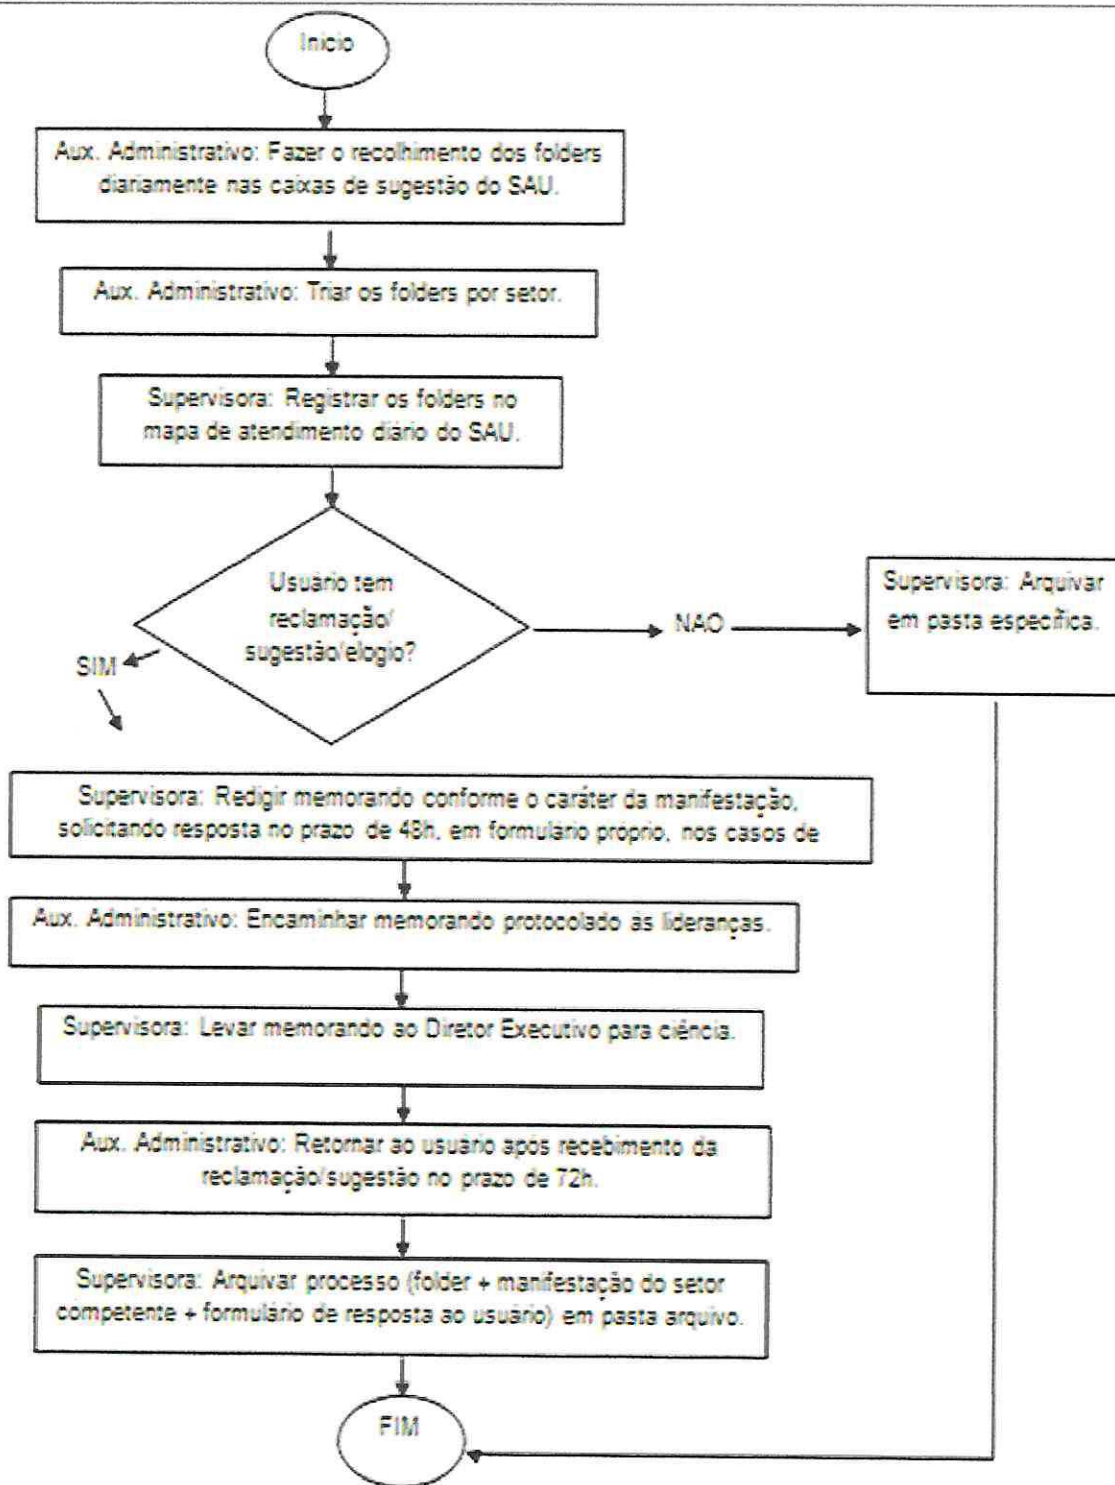 Inicio
Aux. Administrativo: Fazer o recolhimento dos folders
diariamente nas caixas de sugestão do SAU.
Aux. Administrativo: Triar os folders por setor.
Supervisora: Registrar os folders no
mapa de atendimento diário do SAU.
Usuário tem
reclamação/
sugestão/elogio?
SIM
NAO
Supervisora: Arquivar
em pasta específica.
Supervisora: Redigir memorando conforme o caráter da manifestação,
solicitando resposta no prazo de 48h, em formulário próprio, nos casos de
Aux. Administrativo: Encaminhar memorando protocolado às lideranças.
Supervisora: Levar memorando ao Diretor Executivo para ciência.
Aux. Administrativo: Retornar ao usuário após recebimento da
reclamação/sugestão no prazo de 72h.
Supervisora: Arquivar processo (folder + manifestação do setor
competente + formulário de resposta ao usuário) em pasta arquivo.
FIM